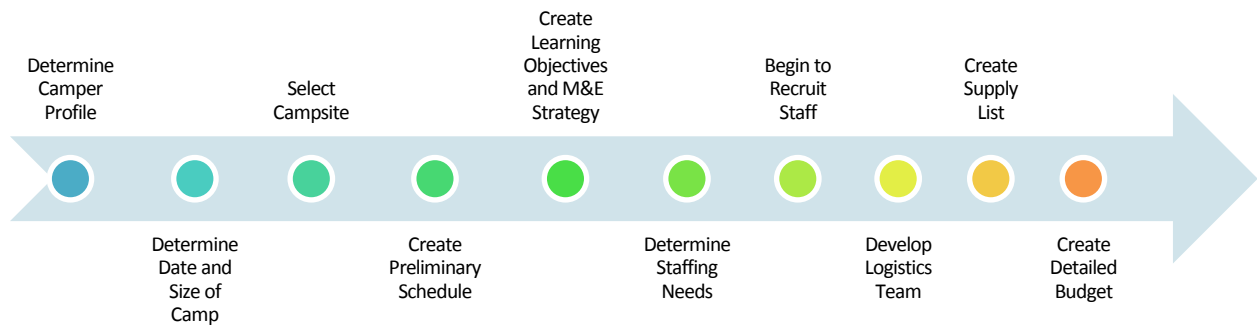 Determine
Camper
Profile
Determine
Date and
Size of
Camp
Select
Campsite
Create
Preliminary
Schedule
Create
Learning
Objectives
and M&E
Strategy
Determine
Staffing
Needs
Begin to
Recruit
Staff
Develop
Logistics
Team
Create
Supply
List
Create
Detailed
Budget